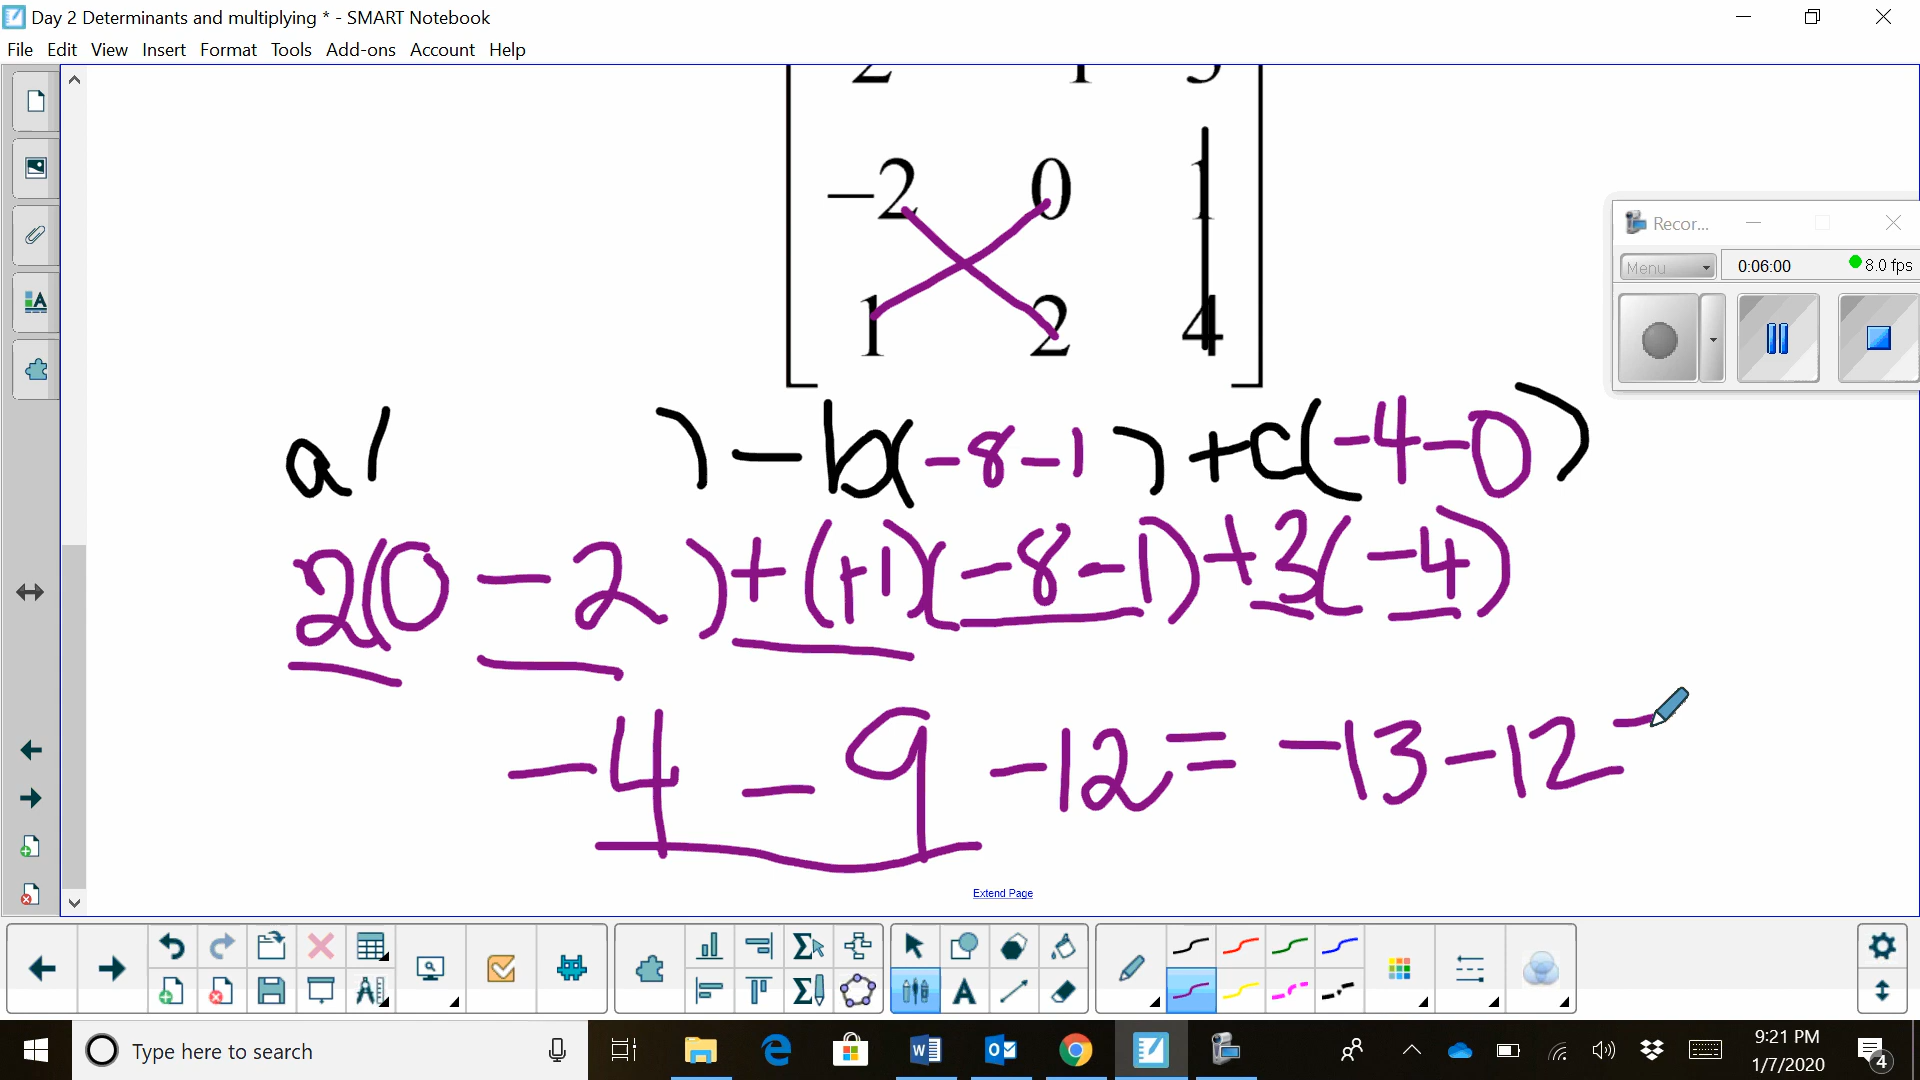 Day 2 Determinants and multiplying * - SMART Notebook
File Edit View Insert Format Tools Add-ons Account Help
-2 0 1
1 2 4
Recor...
Menu 0:06:00 8.0 fps
a( ) - b( -8-1 ) + c( -4-0 )
2(0 - 2) + (+1)(-8-1) + 3(-4)
-4 - 9 -12 = -13-12
Extend Page
Type here to search
9:21 PM
1/7/2020
4